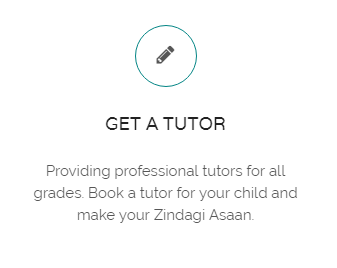 GET A TUTOR
Providing professional tutors for all
grades. Book a tutor for your child and
make your Zindagi Asaan.